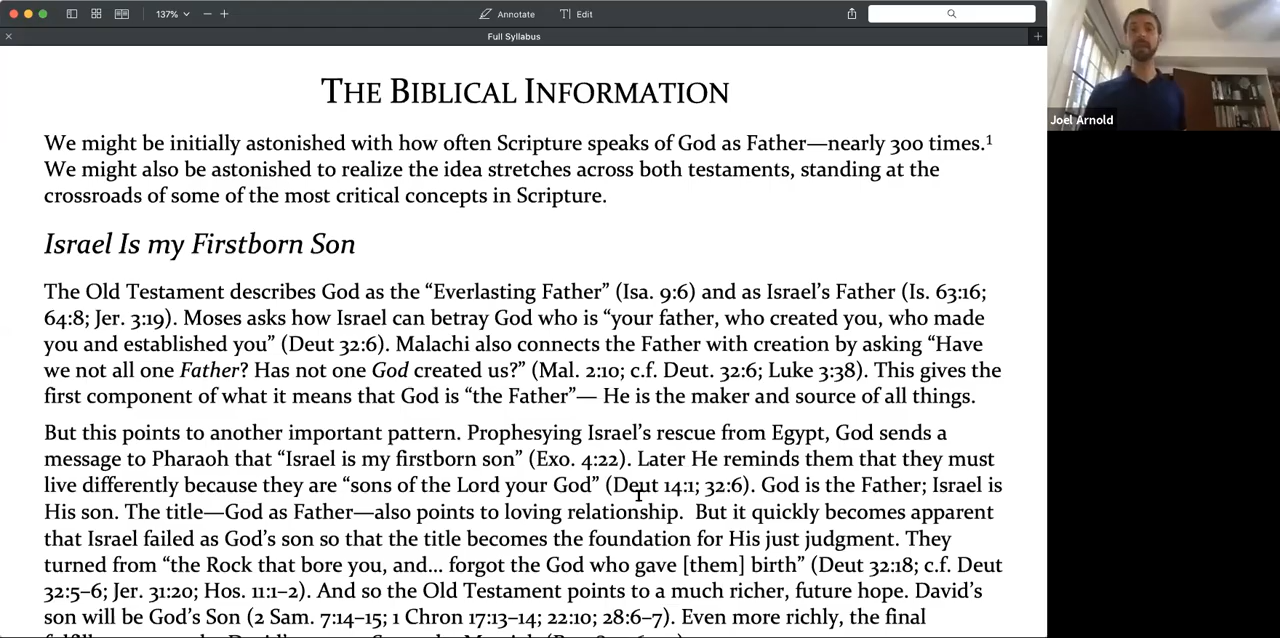 137%
Annotate
Edit
Full Syllabus
THE BIBLICAL INFORMATION
We might be initially astonished with how often Scripture speaks of God as Father—nearly 300 times.¹
We might also be astonished to realize the idea stretches across both testaments, standing at the
crossroads of some of the most critical concepts in Scripture.
Israel Is my Firstborn Son
The Old Testament describes God as the “Everlasting Father” (Isa. 9:6) and as Israel’s Father (Is. 63:16;
64:8; Jer. 3:19). Moses asks how Israel can betray God who is “your father, who created you, who made
you and established you” (Deut 32:6). Malachi also connects the Father with creation by asking “Have
we not all one Father? Has not one God created us?” (Mal. 2:10; c.f. Deut. 32:6; Luke 3:38). This gives the
first component of what it means that God is “the Father”— He is the maker and source of all things.
But this points to another important pattern. Prophesying Israel’s rescue from Egypt, God sends a
message to Pharaoh that “Israel is my firstborn son” (Exo. 4:22). Later He reminds them that they must
live differently because they are “sons of the Lord your God” (Deut 14:1; 32:6). God is the Father; Israel is
His son. The title—God as Father—also points to loving relationship.  But it quickly becomes apparent
that Israel failed as God’s son so that the title becomes the foundation for His just judgment. They
turned from “the Rock that bore you, and... forgot the God who gave [them] birth” (Deut 32:18; c.f. Deut
32:5–6; Jer. 31:20; Hos. 11:1–2). And so the Old Testament points to a much richer, future hope. David’s
son will be God’s Son (2 Sam. 7:14–15; 1 Chron 17:13–14; 22:10; 28:6–7). Even more richly, the final
Joel Arnold